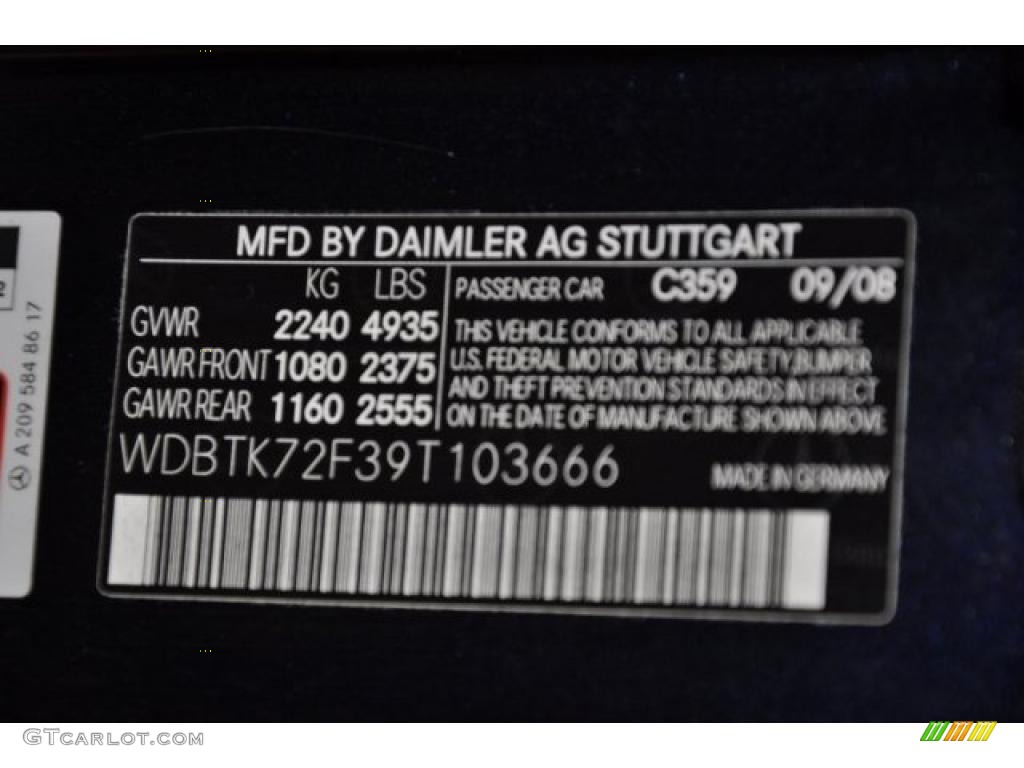 MFD BY DAIMLER AG STUTTGART
KG LBS
GVWR 2240 4935
GAWR FRONT 1080 2375
GAWR REAR 1160 2555
PASSENGER CAR C359 09/08
THIS VEHICLE CONFORMS TO ALL APPLICABLE
U.S. FEDERAL MOTOR VEHICLE SAFETY,BUMPER
AND THEFT PREVENTION STANDARDS IN EFFECT
ON THE DATE OF MANUFACTURE SHOWN ABOVE
WDBTK72F39T103666
MADE IN GERMANY
A 209 584 86 17
GTCARLOT.COM